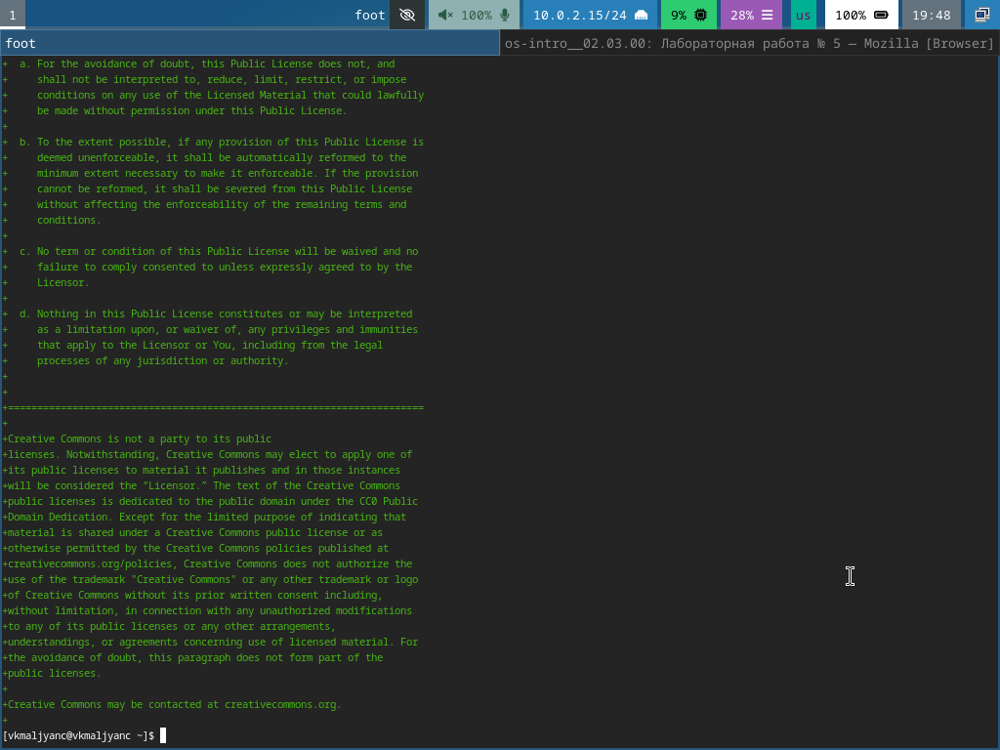 1 foot 100% 10.0.2.15/24 9% 28% us 100% 19:48
foot os-intro__02.03.00: Лабораторная работа № 5 — Mozilla [Browser]
+  a. For the avoidance of doubt, this Public License does not, and
+     shall not be interpreted to, reduce, limit, restrict, or impose
+     conditions on any use of the Licensed Material that could lawfully
+     be made without permission under this Public License.
+
+  b. To the extent possible, if any provision of this Public License is
+     deemed unenforceable, it shall be automatically reformed to the
+     minimum extent necessary to make it enforceable. If the provision
+     cannot be reformed, it shall be severed from this Public License
+     without affecting the enforceability of the remaining terms and
+     conditions.
+
+  c. No term or condition of this Public License will be waived and no
+     failure to comply consented to unless expressly agreed to by the
+     Licensor.
+
+  d. Nothing in this Public License constitutes or may be interpreted
+     as a limitation upon, or waiver of, any privileges and immunities
+     that apply to the Licensor or You, including from the legal
+     processes of any jurisdiction or authority.
+
+
+=======================================================================
+
+Creative Commons is not a party to its public
+licenses. Notwithstanding, Creative Commons may elect to apply one of
+its public licenses to material it publishes and in those instances
+will be considered the “Licensor.” The text of the Creative Commons
+public licenses is dedicated to the public domain under the CC0 Public
+Domain Dedication. Except for the limited purpose of indicating that
+material is shared under a Creative Commons public license or as
+otherwise permitted by the Creative Commons policies published at
+creativecommons.org/policies, Creative Commons does not authorize the
+use of the trademark "Creative Commons" or any other trademark or logo
+of Creative Commons without its prior written consent including,
+without limitation, in connection with any unauthorized modifications
+to any of its public licenses or any other arrangements,
+understandings, or agreements concerning use of licensed material. For
+the avoidance of doubt, this paragraph does not form part of the
+public licenses.
+
+Creative Commons may be contacted at creativecommons.org.
+
[vkmaljyanc@vkmaljyanc ~]$